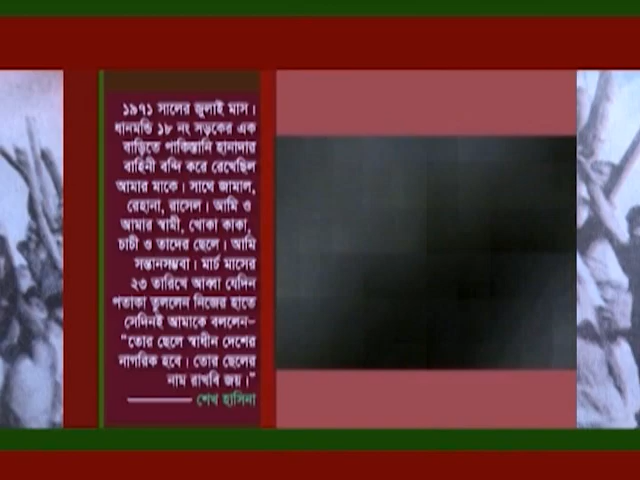 ১৯৭১ সালের জুলাই মাস।
ধানমন্ডি ১৮ নং সড়কের এক
বাড়িতে পাকিস্তানি হানাদার
বাহিনী বন্দি করে রেখেছিল
আমার মাকে। সাথে জামাল,
রেহানা, রাসেল। আমি ও
আমার স্বামী, খোকা কাকা,
চাচী ও তাদের ছেলে। আমি
সন্তানসম্ভবা। মার্চ মাসের
২৩ তারিখে আব্বা যেদিন
পতাকা তুললেন নিজের হাতে
সেদিনই আমাকে বললেন–
“তোর ছেলে স্বাধীন দেশের
নাগরিক হবে। তোর ছেলের
নাম রাখবি জয়।”
শেখ হাসিনা